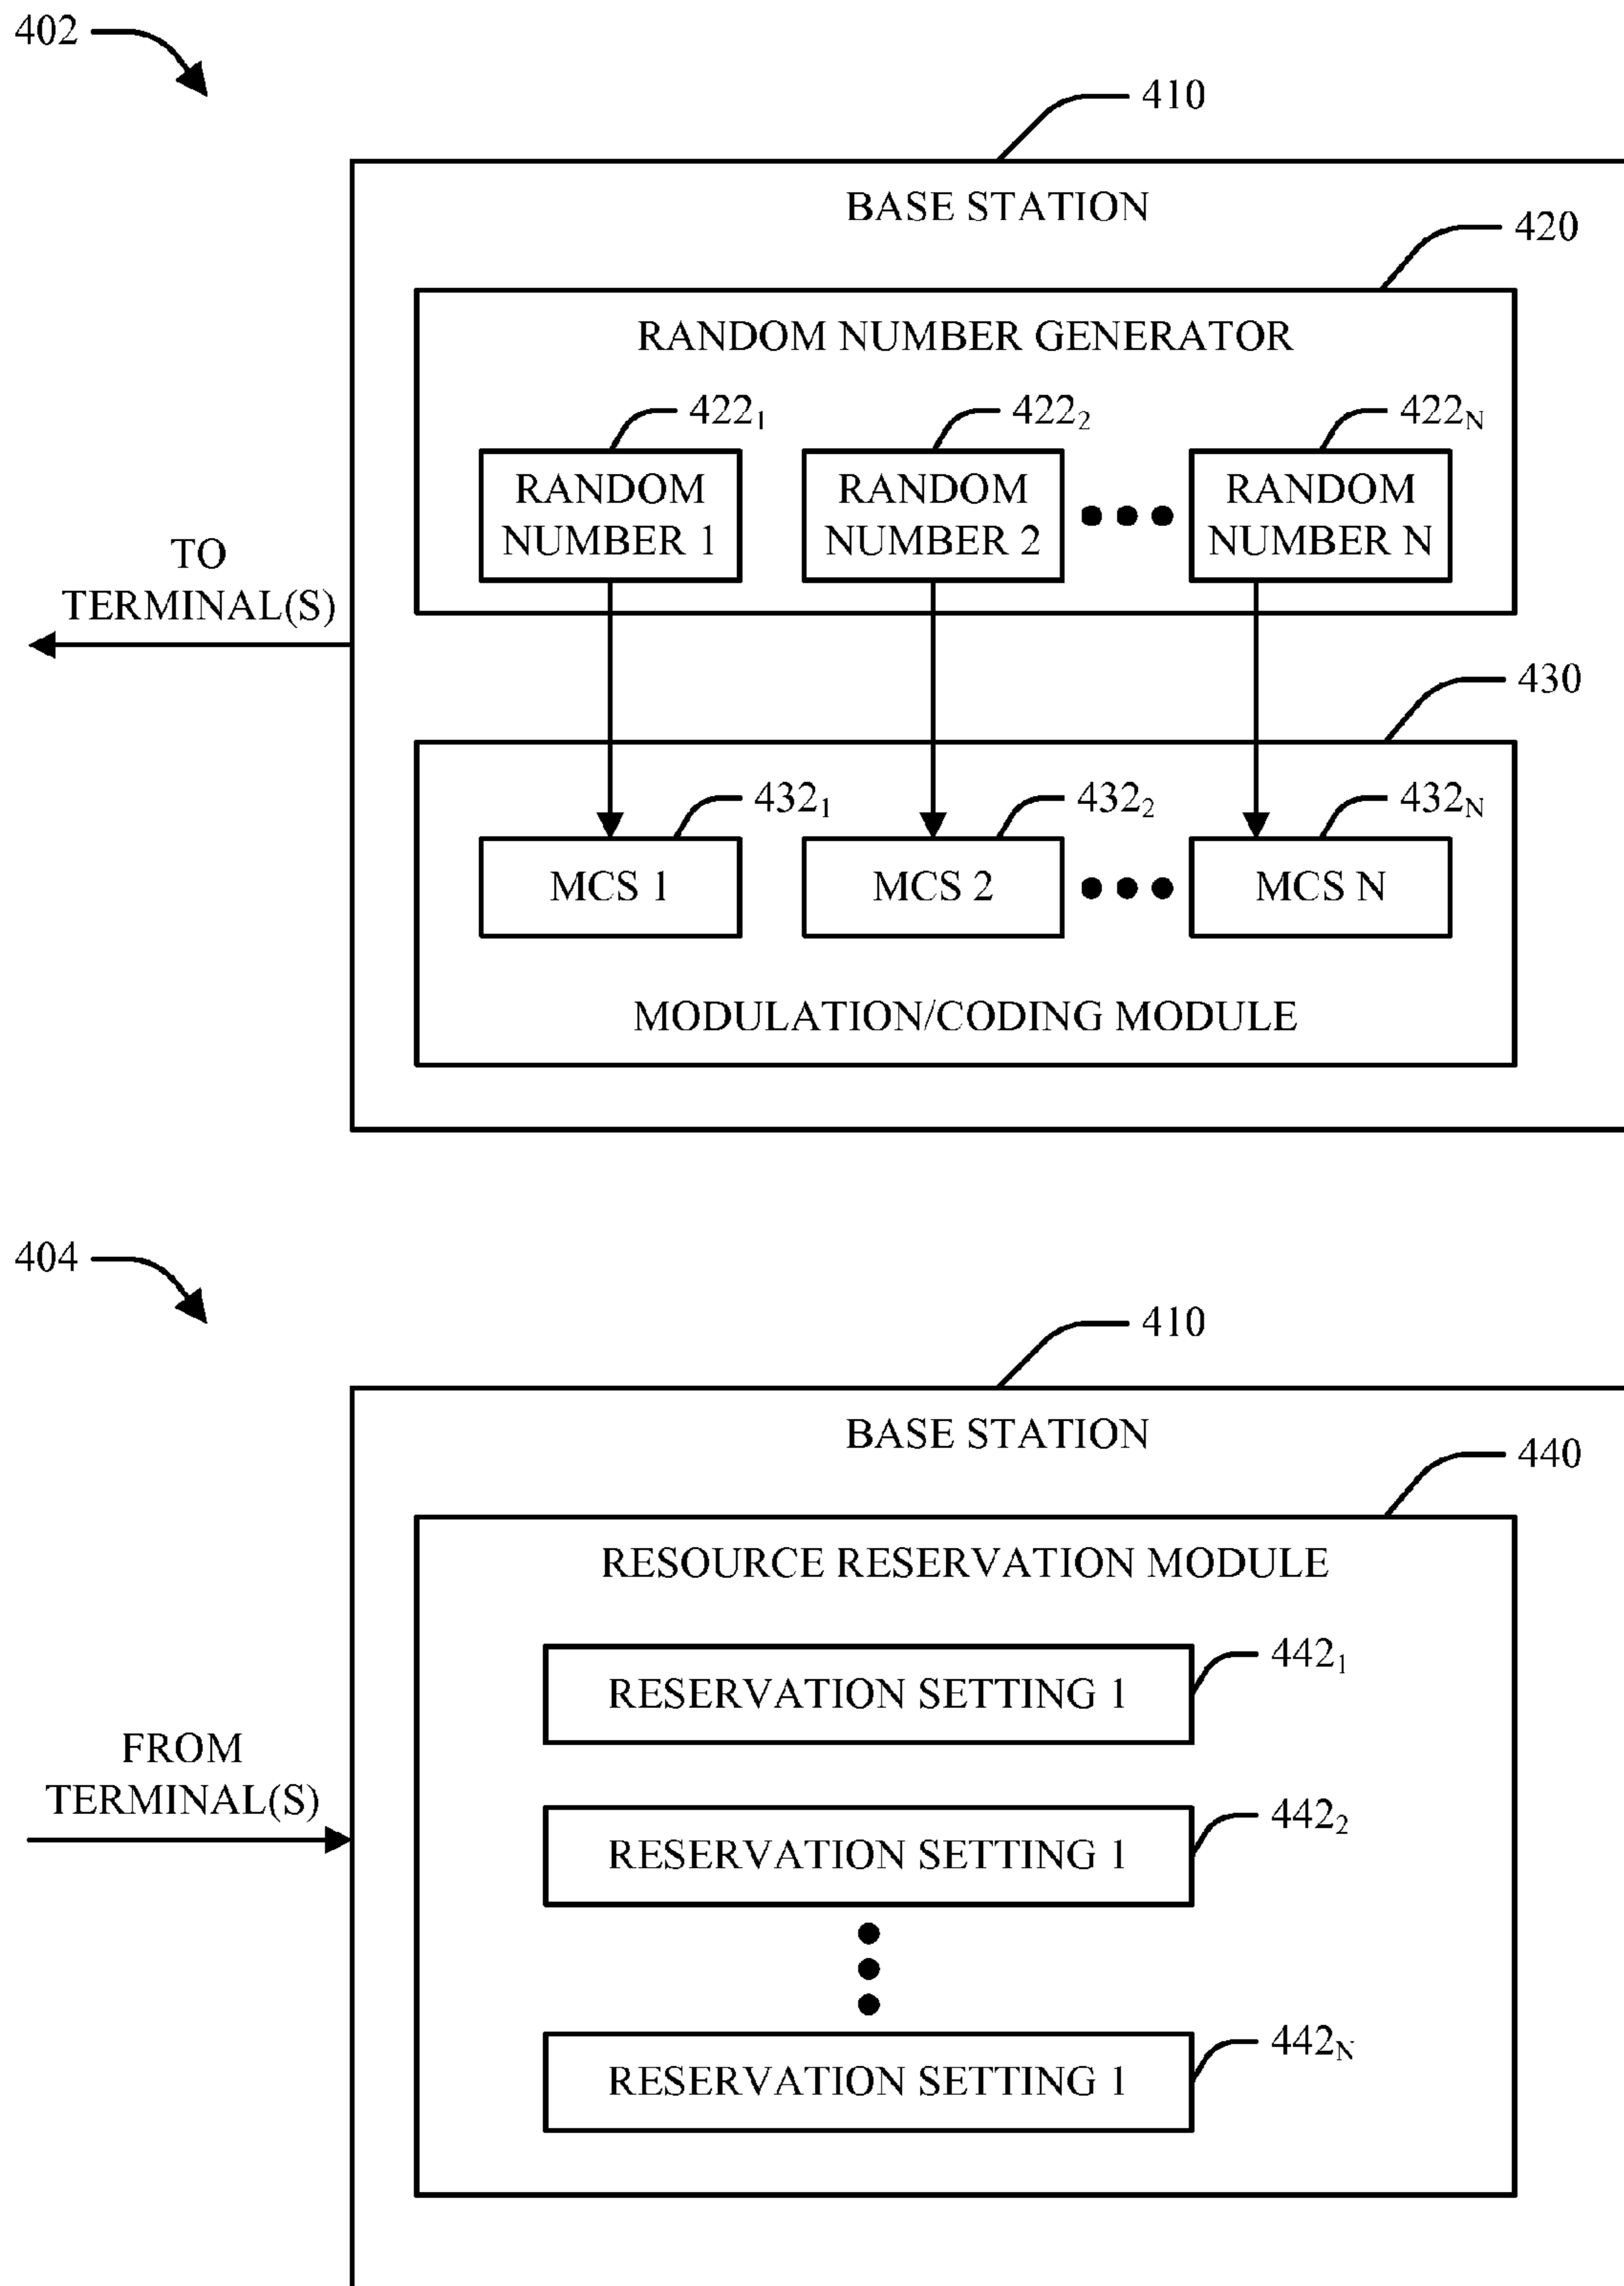 402
410
BASE STATION
420
RANDOM NUMBER GENERATOR
422₁ 422₂ 422ₙ
RANDOM NUMBER 1
RANDOM NUMBER 2
RANDOM NUMBER N
TO TERMINAL(S)
430
432₁ 432₂ 432ₙ
MCS 1 MCS 2 MCS N
MODULATION/CODING MODULE
404
410
BASE STATION
440
RESOURCE RESERVATION MODULE
442₁
RESERVATION SETTING 1
FROM TERMINAL(S)
442₂
RESERVATION SETTING 1
442ₙ
RESERVATION SETTING 1